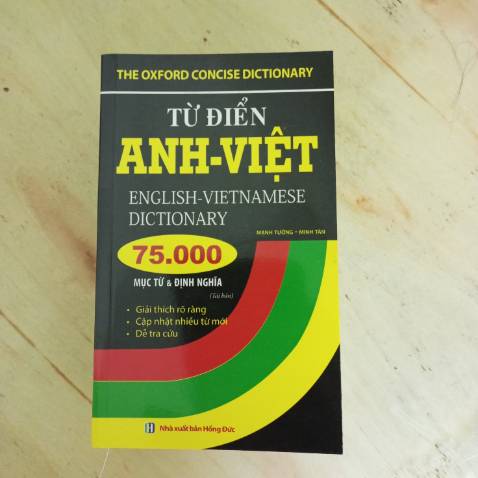 THE OXFORD CONCISE DICTIONARY
TỪ ĐIỂN
ANH-VIỆT
ENGLISH-VIETNAMESE
DICTIONARY
MẠNH TƯỜNG - MINH TÂN
75.000
MỤC TỪ & ĐỊNH NGHĨA
(Tái bản)
• Giải thích rõ ràng
• Cập nhật nhiều từ mới
• Dễ tra cứu
H Nhà xuất bản Hồng Đức